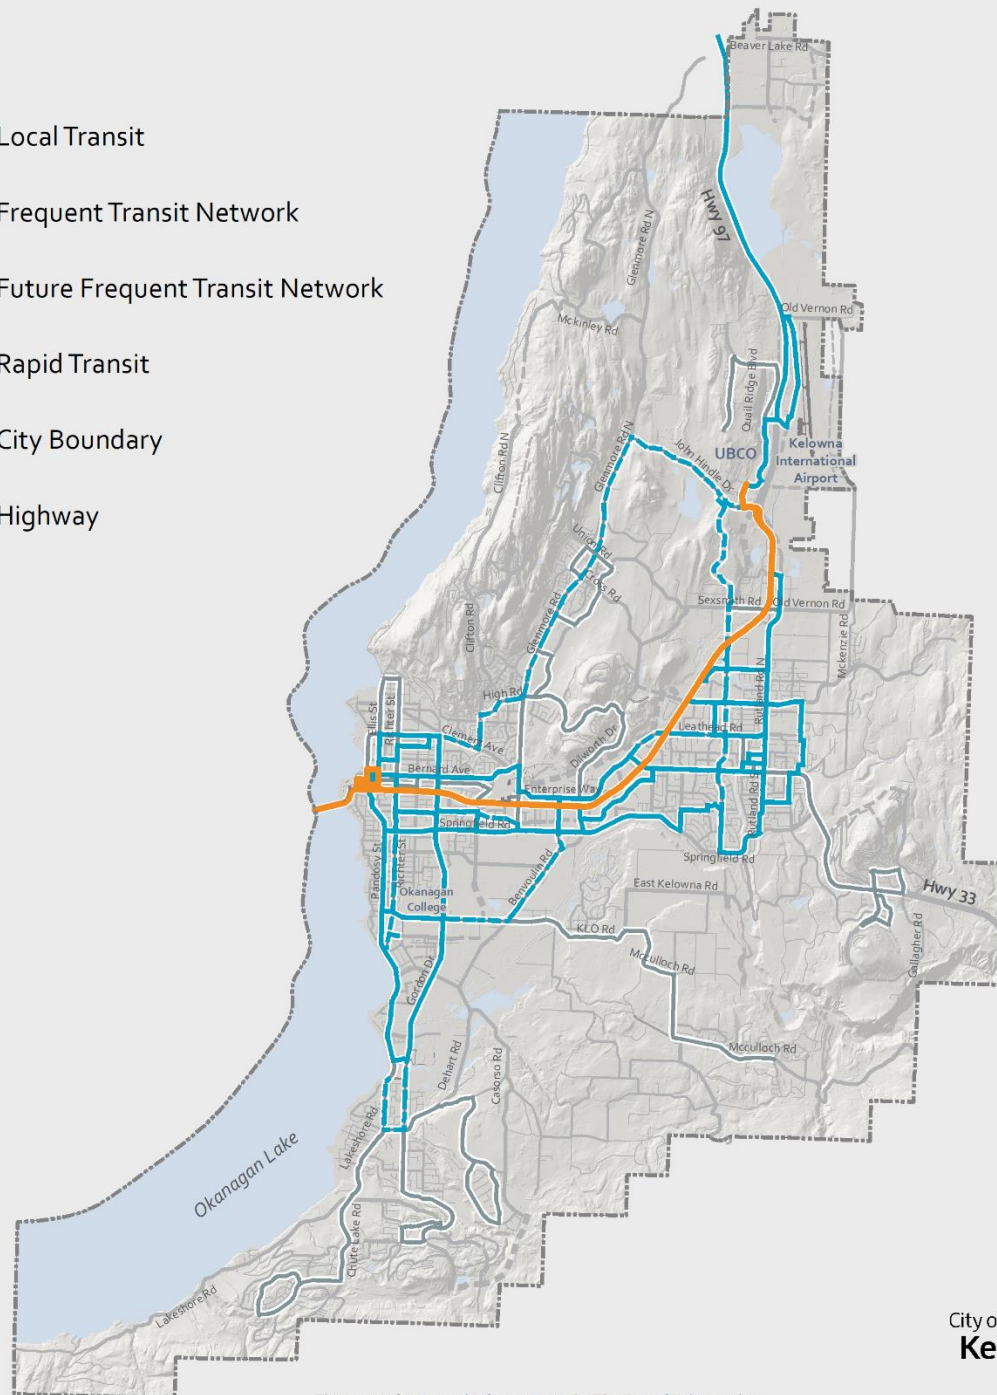 Local Transit
Frequent Transit Network
Future Frequent Transit Network
Rapid Transit
City Boundary
Highway
Beaver Lake Rd
Hwy 97
Glenmore Rd N
Old Vernon Rd
Mckinley Rd
Quail Ridge Blvd
Clifton Rd N
Glenmore Rd N
John Hindle Dr
UBCO
Kelowna
International
Airport
Union Rd
Cross Rd
Glenmore Rd
Clifton Rd
Sexsmith Rd
Old Vernon Rd
Mckenzie Rd
Rutland Rd N
High Rd
Ellis St
Richter St
Clement Ave
Dilworth Dr
Leathead Rd
Bernard Ave
Enterprise Way
Rutland Rd S
Springfield Rd
Pandosy St
Richter St
Springfield Rd
Benvoulin Rd
East Kelowna Rd
Okanagan
College
Hwy 33
KLO Rd
Mcculloch Rd
Gallagher Rd
Gordon Dr
Mcculloch Rd
Dehart Rd
Casorso Rd
Lakeshore Rd
Okanagan Lake
Chute Lake Rd
Lakeshore Rd
City o
Ke